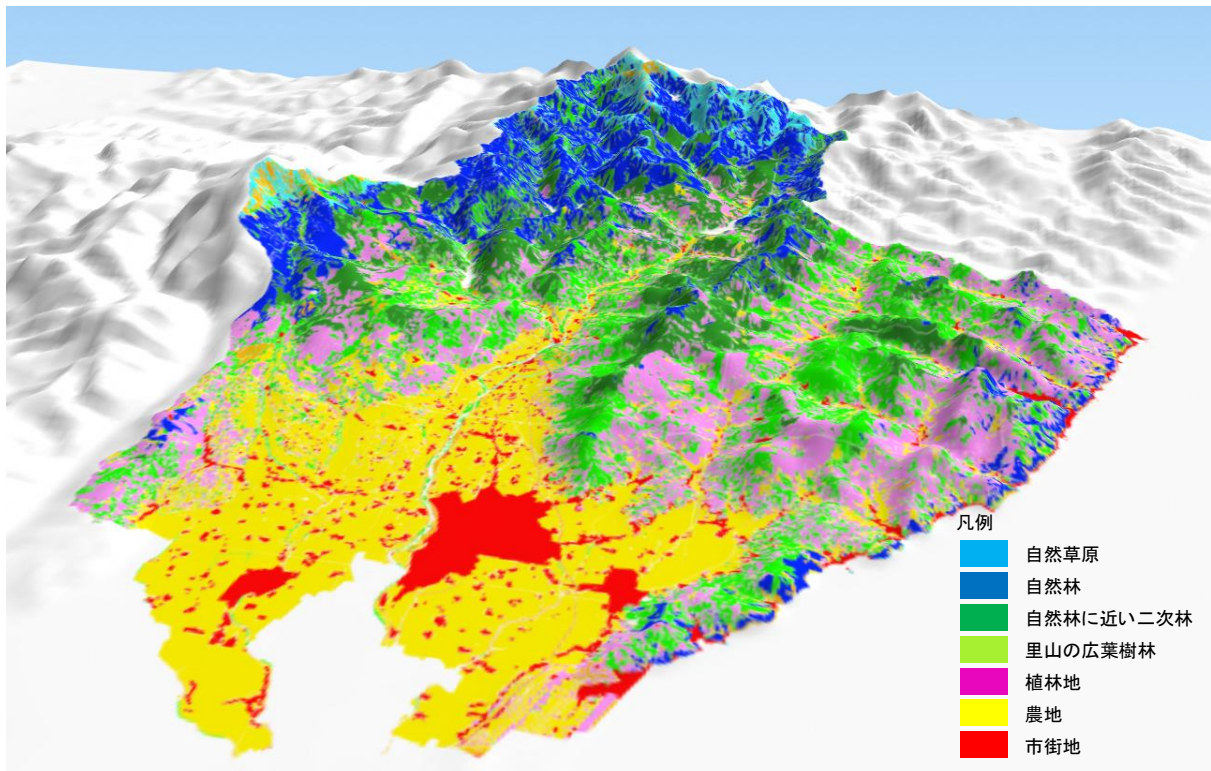 凡例
自然草原
自然林
自然林に近い二次林
里山の広葉樹林
植林地
農地
市街地